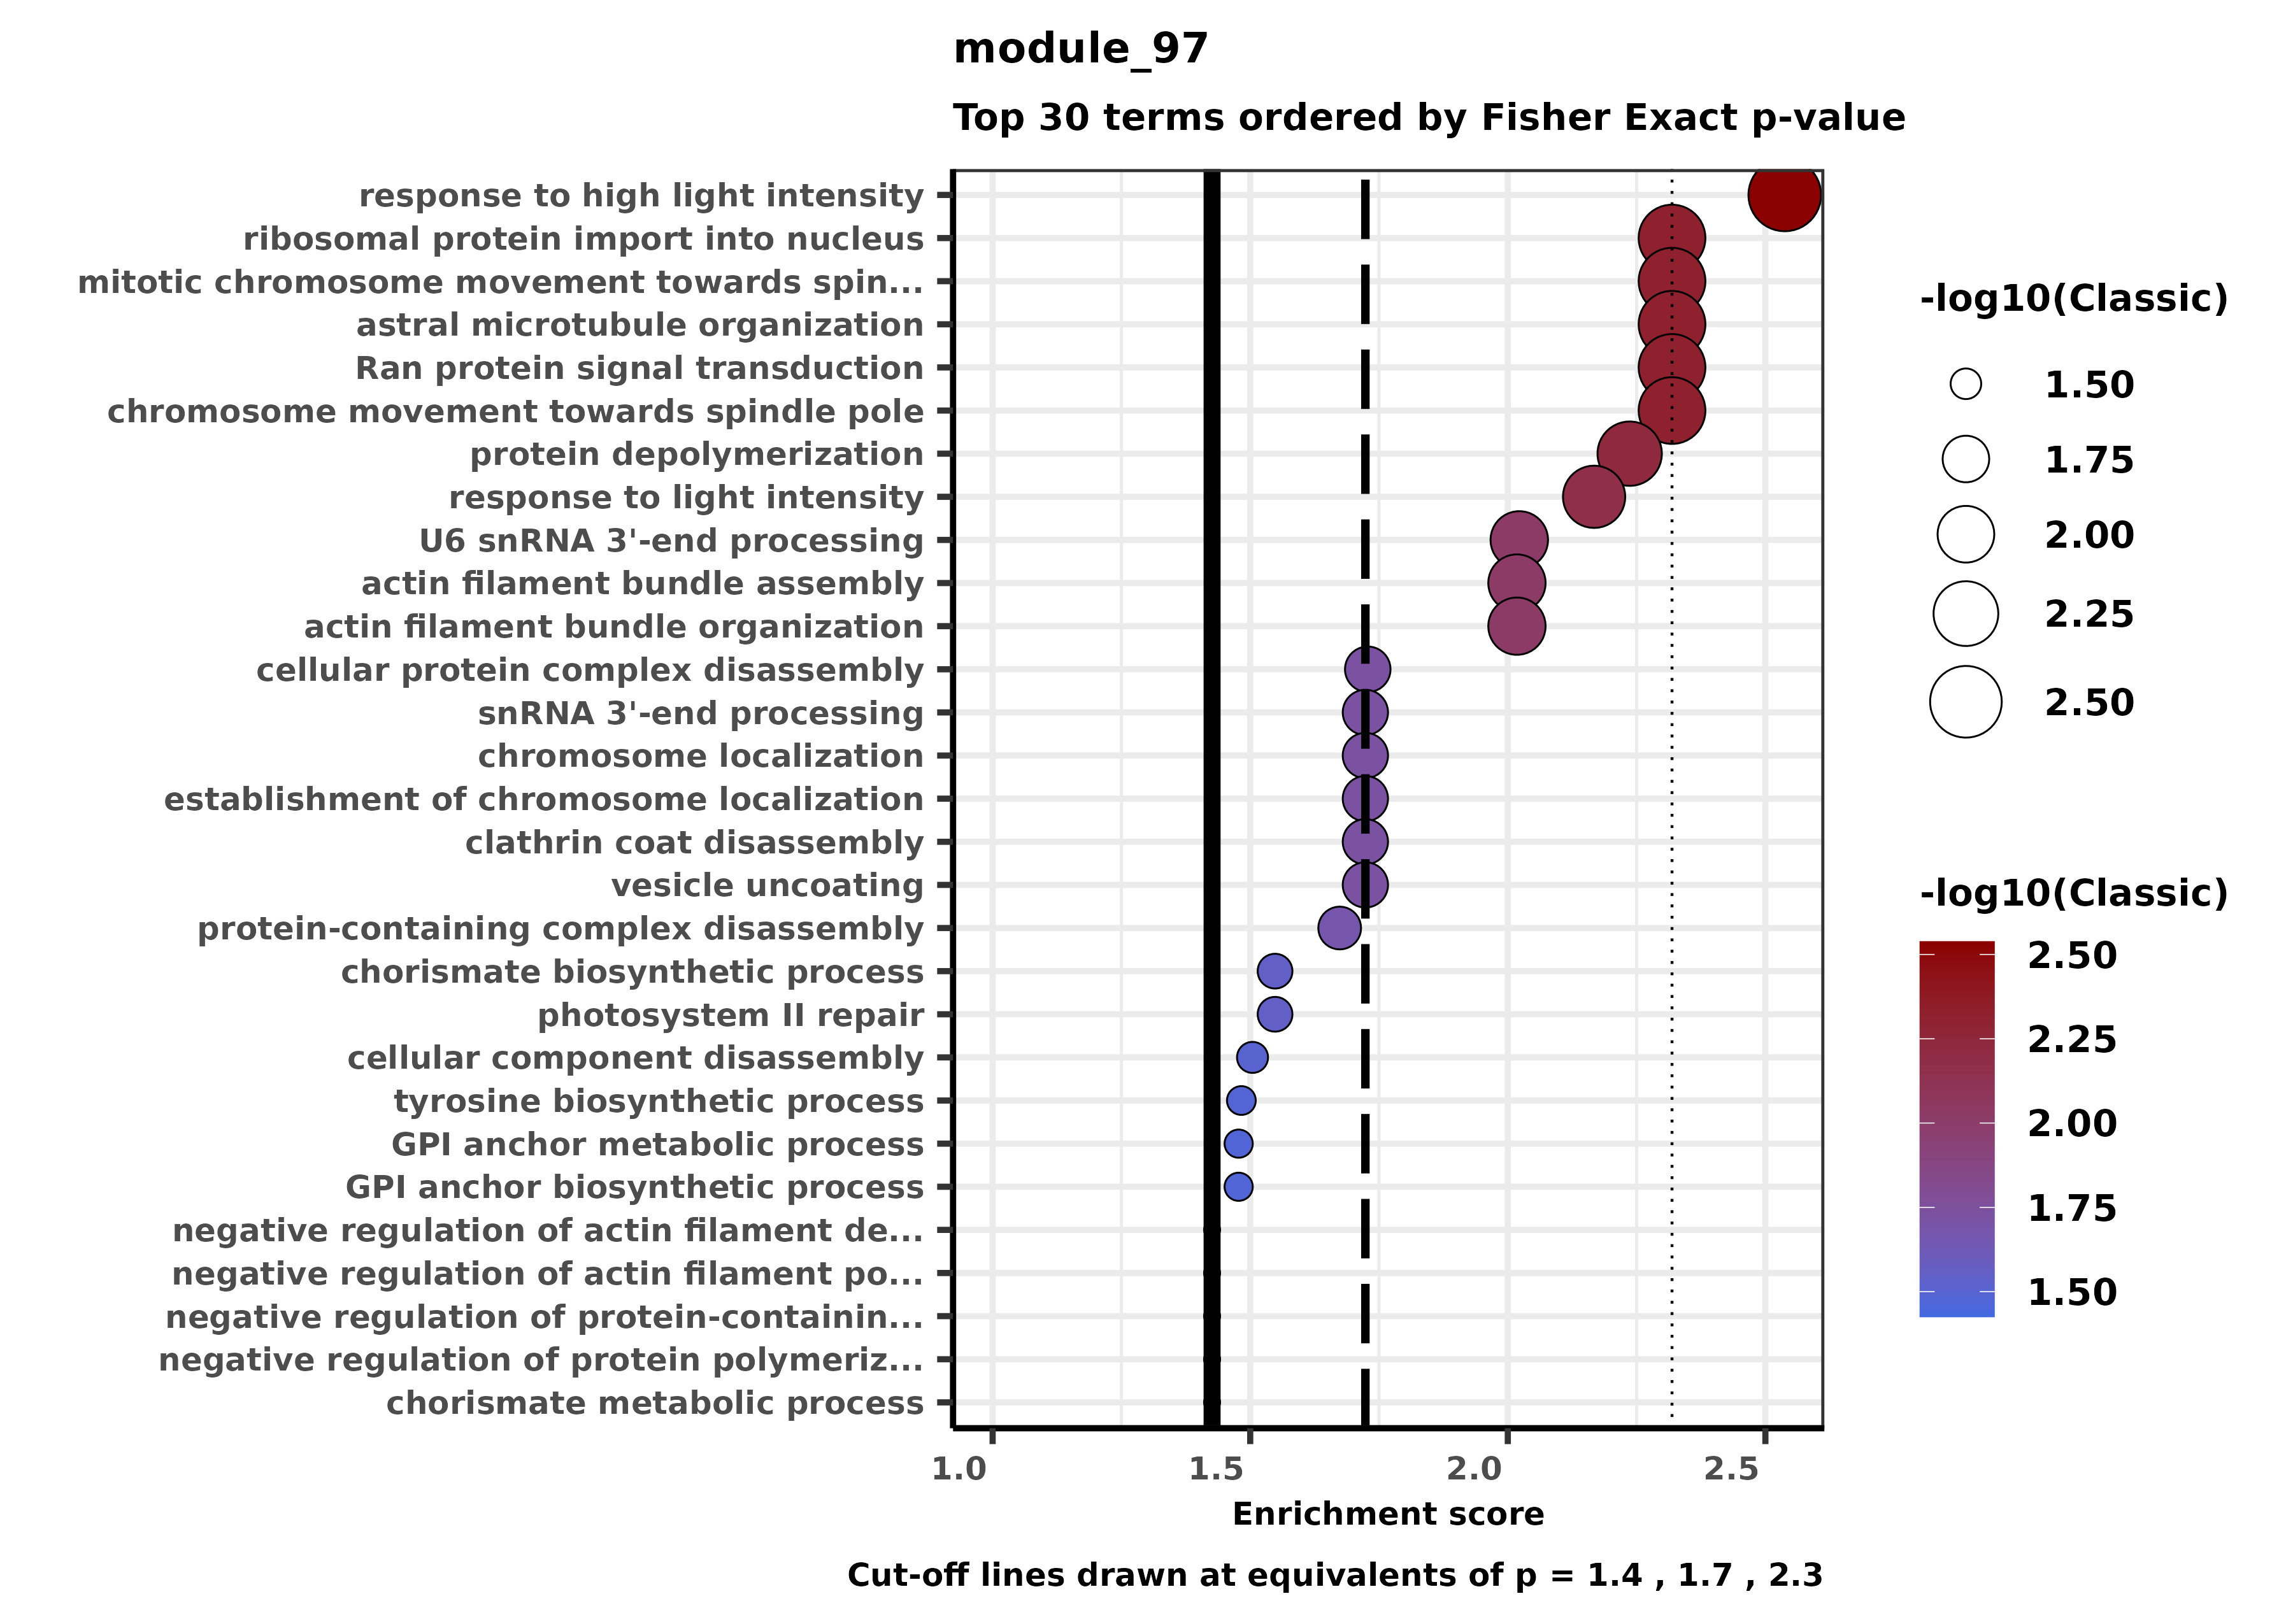 module_97
Top 30 terms ordered by Fisher Exact p-value
response to high light intensity
ribosomal protein import into nucleus
mitotic chromosome movement towards spin...
astral microtubule organization
Ran protein signal transduction
chromosome movement towards spindle pole
protein depolymerization
response to light intensity
U6 snRNA 3'-end processing
actin filament bundle assembly
actin filament bundle organization
cellular protein complex disassembly
snRNA 3'-end processing
chromosome localization
establishment of chromosome localization
clathrin coat disassembly
vesicle uncoating
protein-containing complex disassembly
chorismate biosynthetic process
photosystem II repair
cellular component disassembly
tyrosine biosynthetic process
GPI anchor metabolic process
GPI anchor biosynthetic process
negative regulation of actin filament de...
negative regulation of actin filament po...
negative regulation of protein-containin...
negative regulation of protein polymeriz...
chorismate metabolic process
1.0 1.5 2.0 2.5
Enrichment score
Cut-off lines drawn at equivalents of p = 1.4 , 1.7 , 2.3
-log10(Classic)
1.50
1.75
2.00
2.25
2.50
-log10(Classic)
2.50
2.25
2.00
1.75
1.50